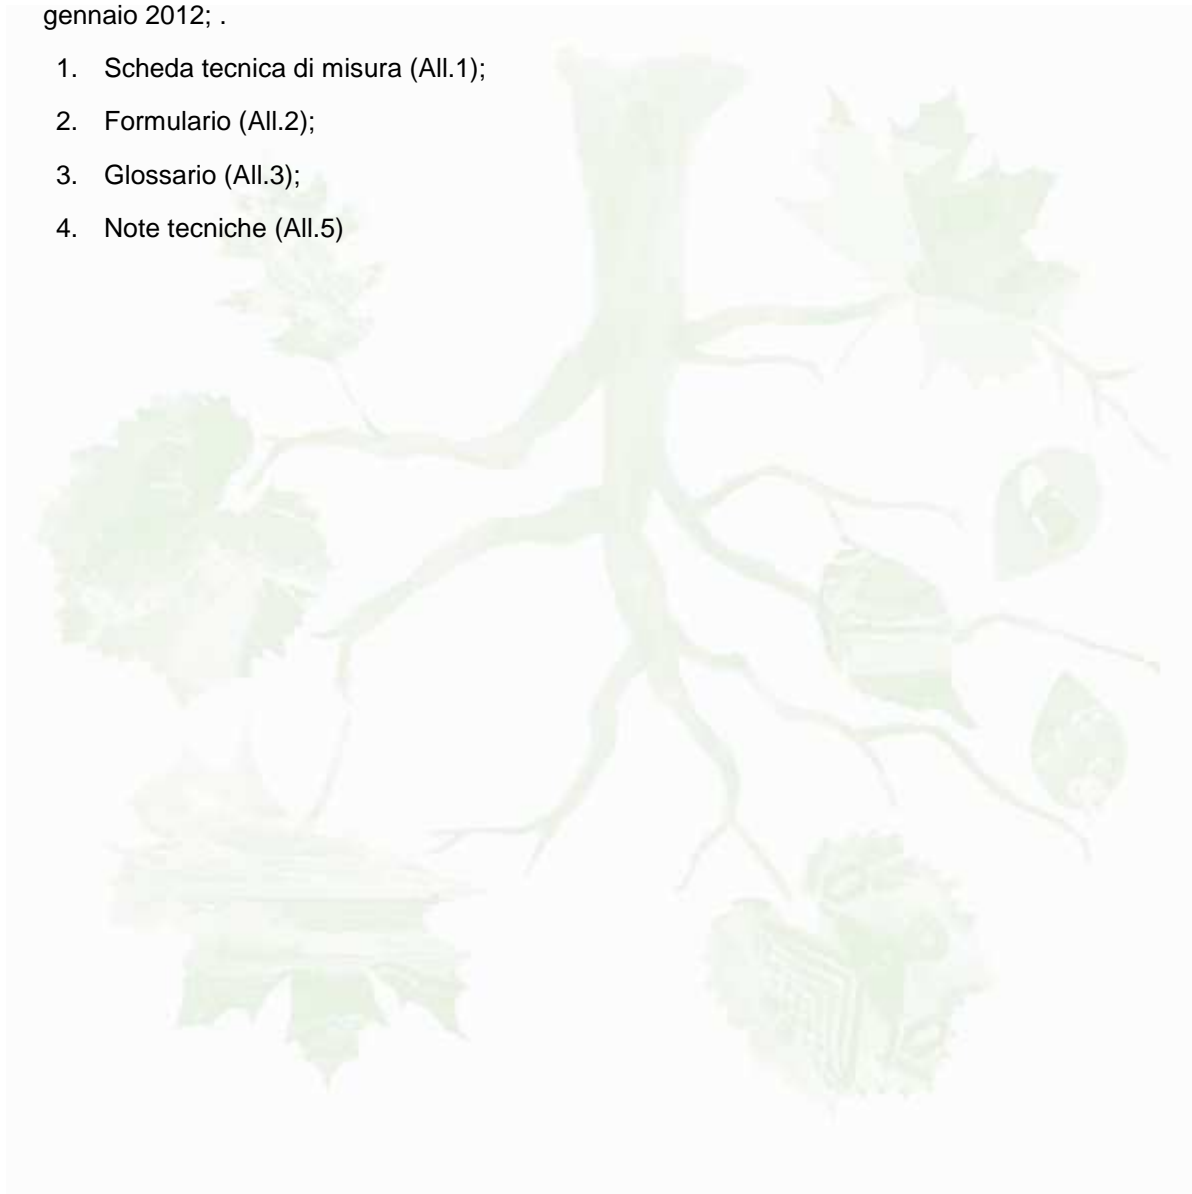 gennaio 2012; .
1. Scheda tecnica di misura (All.1);
2. Formulario (All.2);
3. Glossario (All.3);
4. Note tecniche (All.5)